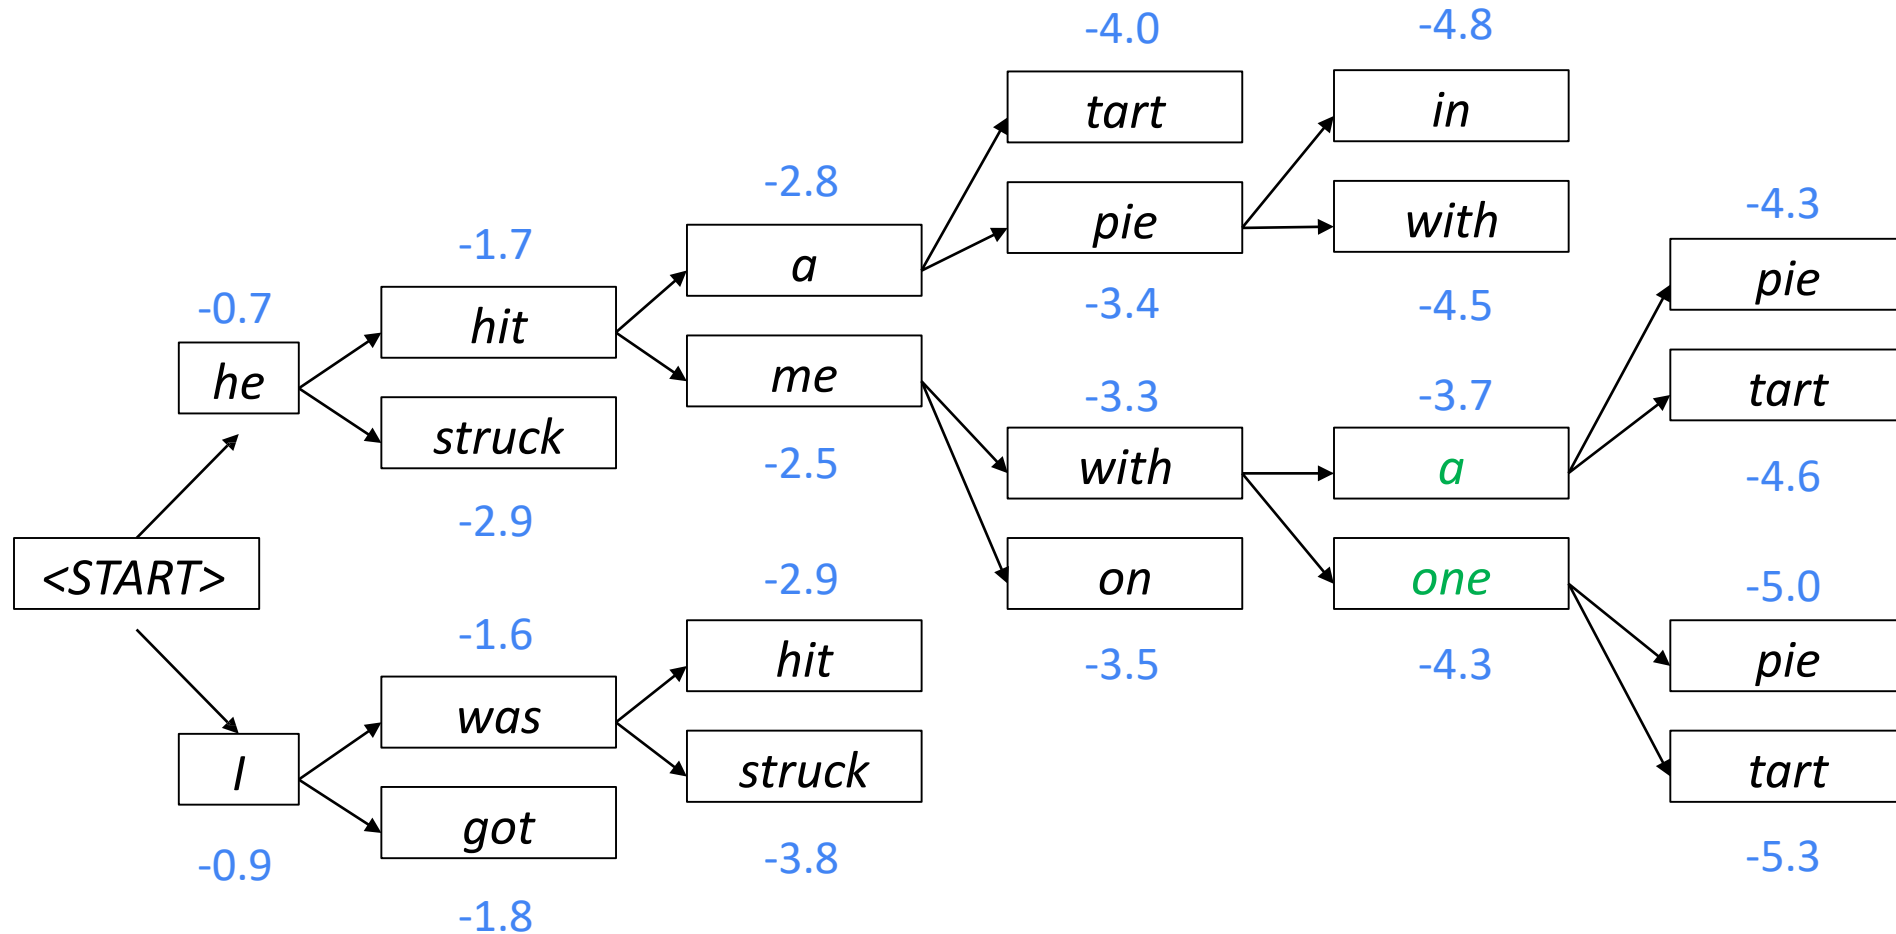 -4.0
-4.8
tart
in
-2.8
pie
with
-4.3
-1.7
a
-3.4
-4.5
pie
-0.7
hit
me
-3.3
-3.7
tart
he
struck
-2.5
with
a
-4.6
-2.9
<START>
-2.9
on
one
-5.0
-1.6
hit
-3.5
-4.3
pie
was
I
struck
tart
got
-0.9
-3.8
-5.3
-1.8